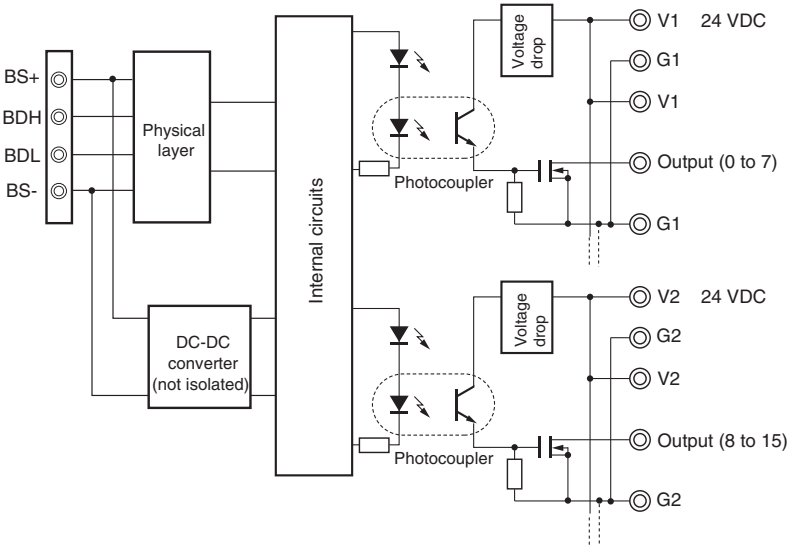 BS+
BDH
BDL
BS-
Physical
layer
DC-DC
converter
(not isolated)
Internal circuits
Photocoupler
Voltage
drop
V1 24 VDC
G1
V1
Output (0 to 7)
G1
Photocoupler
Voltage
drop
V2 24 VDC
G2
V2
Output (8 to 15)
G2